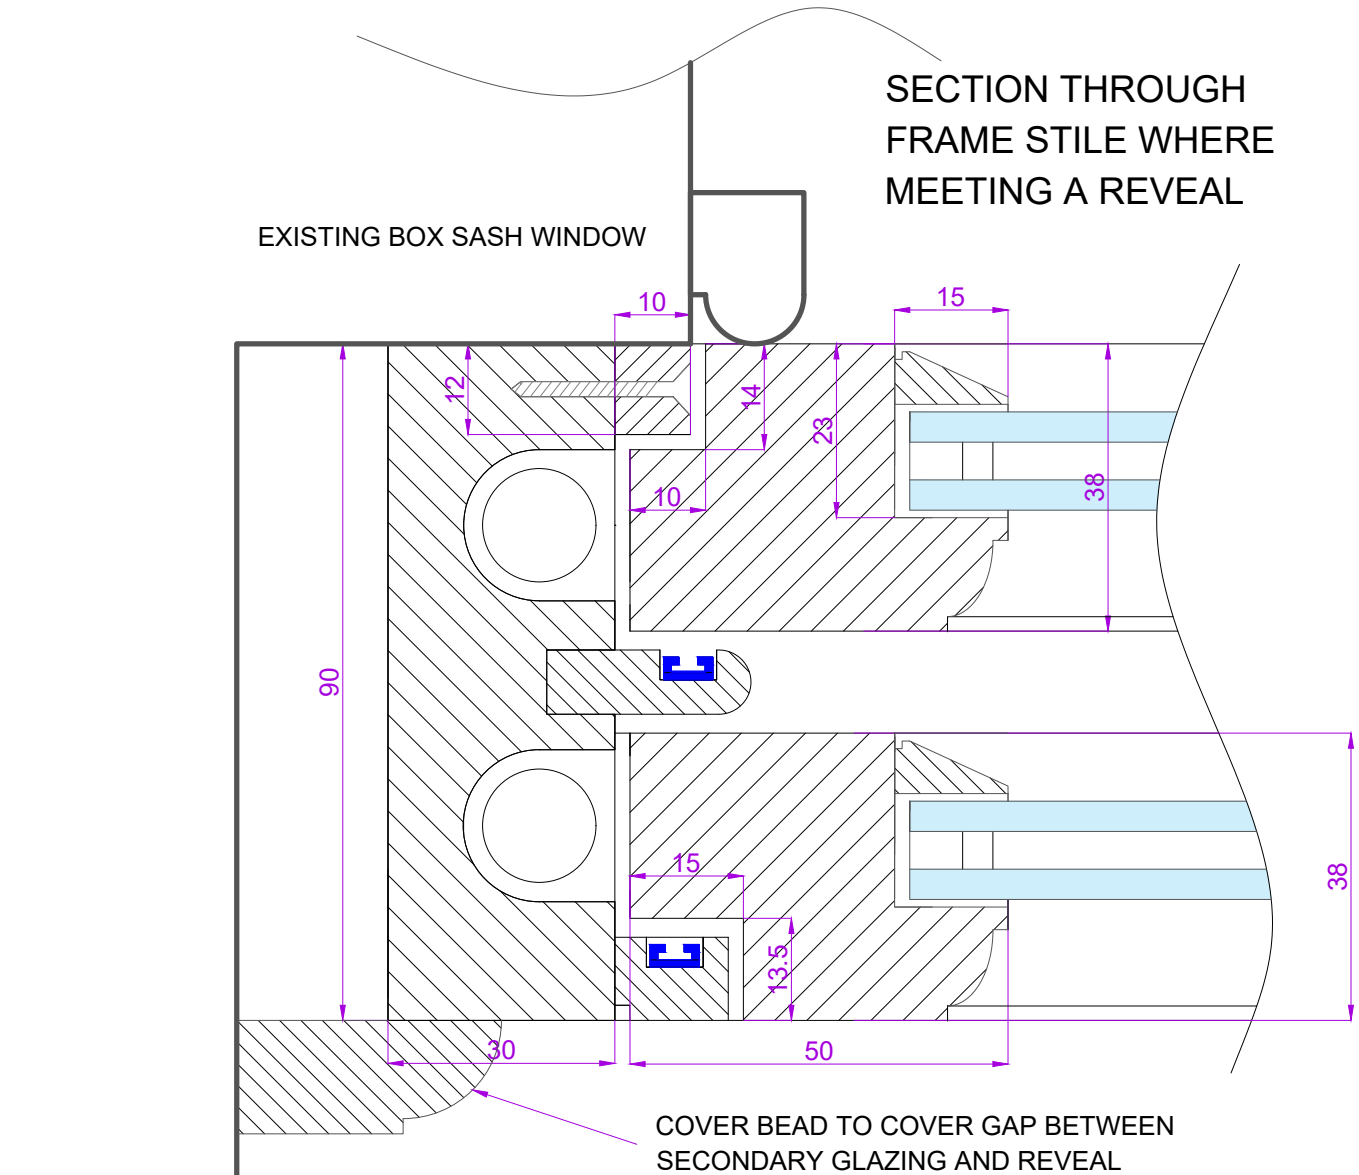 SECTION THROUGH
FRAME STILE WHERE
MEETING A REVEAL
EXISTING BOX SASH WINDOW
10
15
12
14
23
38
10
90
15
13.5
38
30
50
COVER BEAD TO COVER GAP BETWEEN
SECONDARY GLAZING AND REVEAL